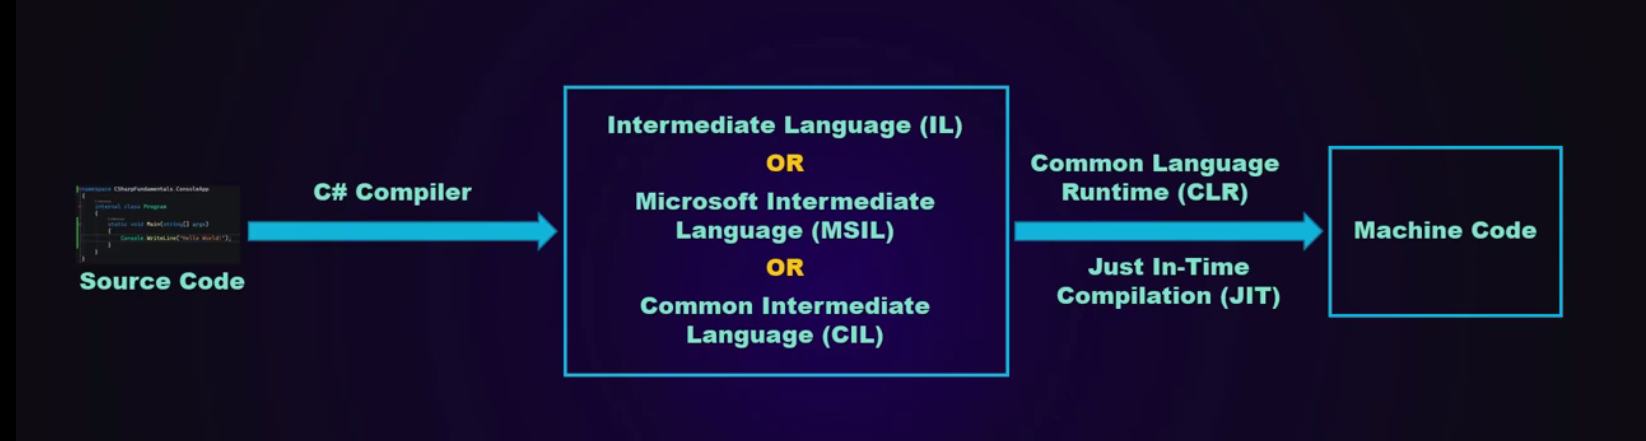 namespace CSharpFundamentals.ConsoleApp
{
internal class Program
{
static void Main(string[] args)
{
Console.WriteLine("Hello World!");
}
}
}
Source Code
C# Compiler
Intermediate Language (IL)
OR
Microsoft Intermediate
Language (MSIL)
OR
Common Intermediate
Language (CIL)
Common Language
Runtime (CLR)
Just In-Time
Compilation (JIT)
Machine Code